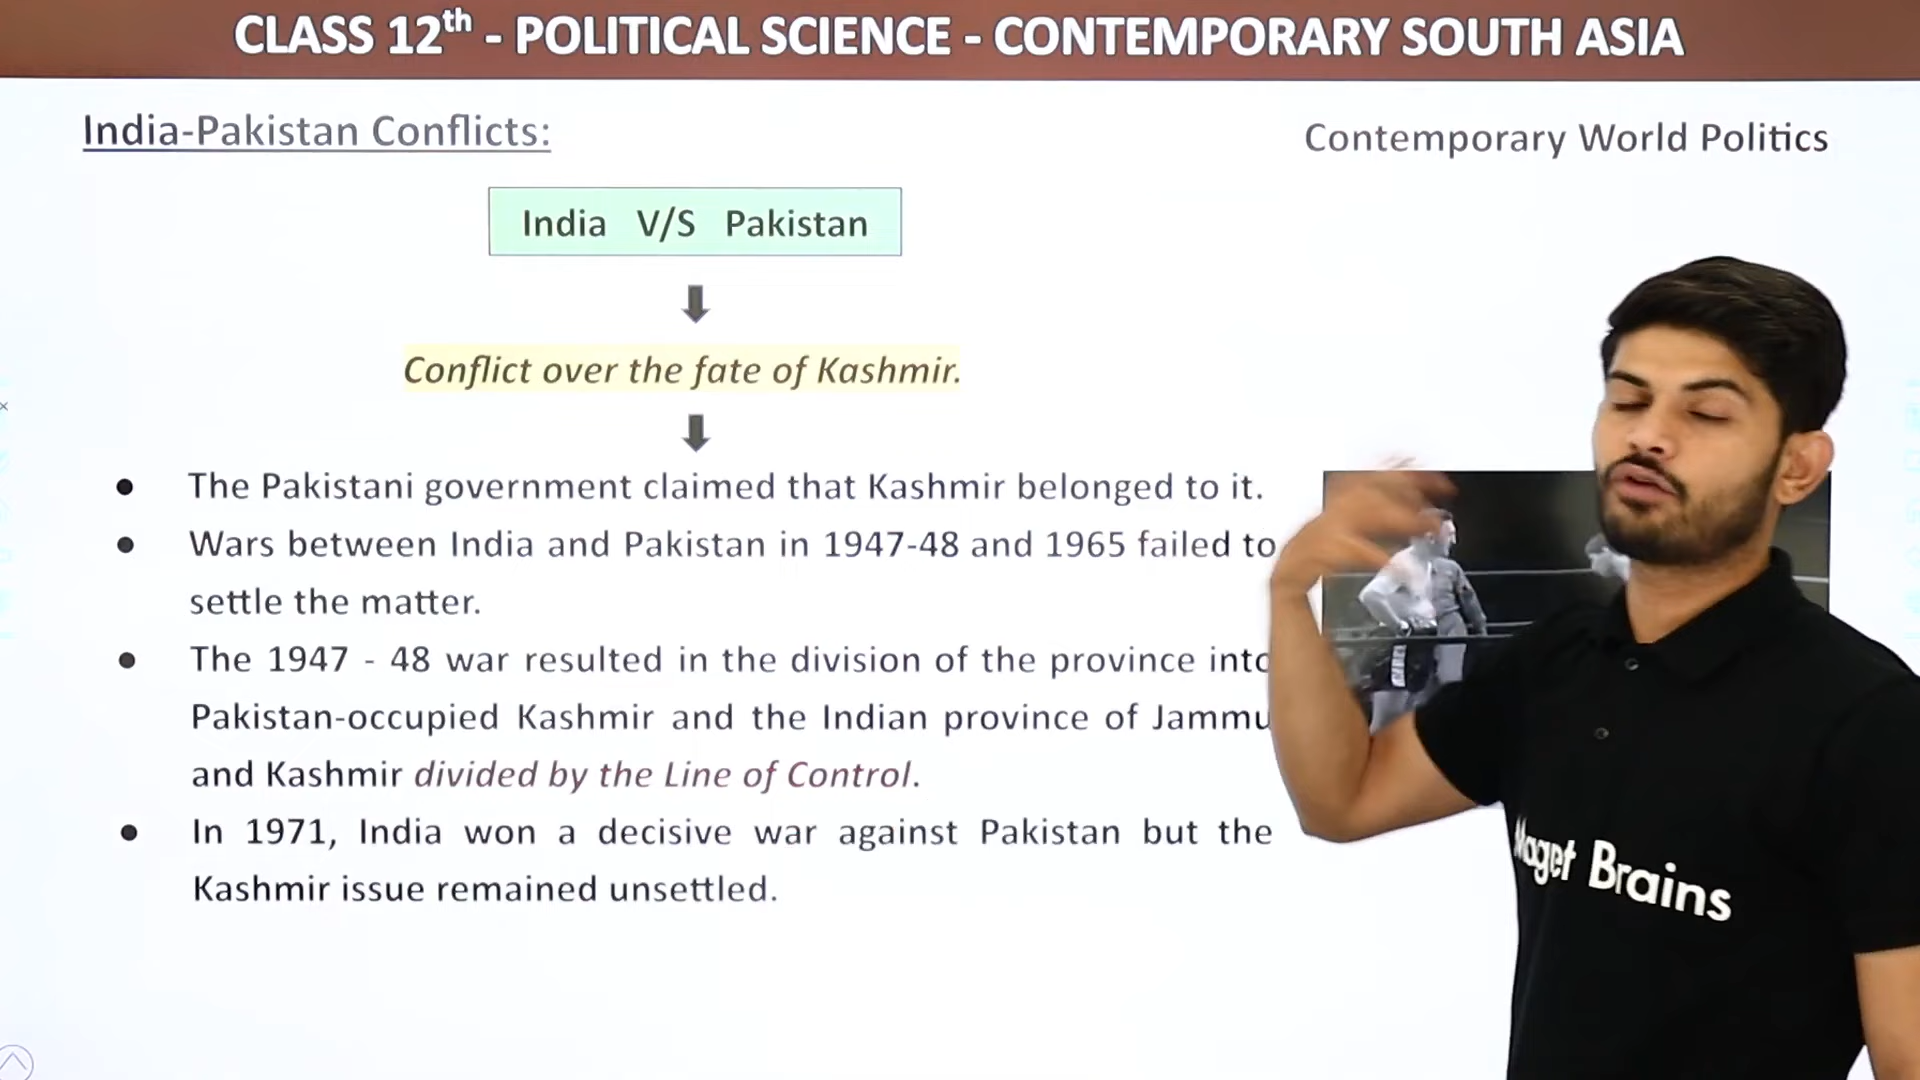 CLASS 12th - POLITICAL SCIENCE - CONTEMPORARY SOUTH ASIA
India-Pakistan Conflicts:
Contemporary World Politics
India V/S Pakistan
Conflict over the fate of Kashmir.
● The Pakistani government claimed that Kashmir belonged to it.
● Wars between India and Pakistan in 1947-48 and 1965 failed to
settle the matter.
● The 1947 - 48 war resulted in the division of the province into
Pakistan-occupied Kashmir and the Indian province of Jammu
and Kashmir divided by the Line of Control.
● In 1971, India won a decisive war against Pakistan but the
Kashmir issue remained unsettled.
Maget Brains